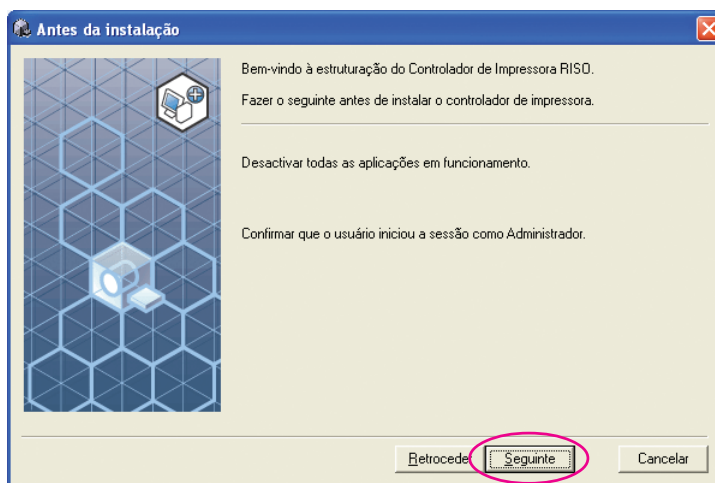 Antes da instalação
Bem-vindo à estruturação do Controlador de Impressora RISO.
Fazer o seguinte antes de instalar o controlador de impressora.
Desactivar todas as aplicações em funcionamento.
Confirmar que o usuário iniciou a sessão como Administrador.
Retroceder Seguinte Cancelar